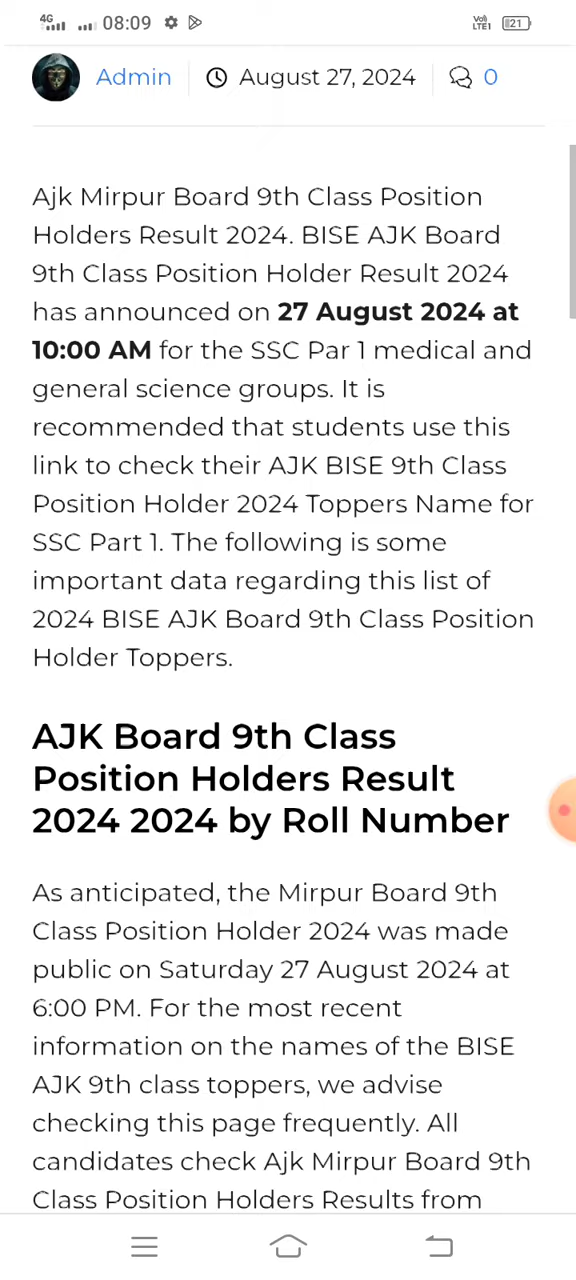 4G 08:09 Vo) LTE1 21
Admin August 27, 2024 0
Ajk Mirpur Board 9th Class Position
Holders Result 2024. BISE AJK Board
9th Class Position Holder Result 2024
has announced on 27 August 2024 at
10:00 AM for the SSC Par 1 medical and
general science groups. It is
recommended that students use this
link to check their AJK BISE 9th Class
Position Holder 2024 Toppers Name for
SSC Part 1. The following is some
important data regarding this list of
2024 BISE AJK Board 9th Class Position
Holder Toppers.
AJK Board 9th Class
Position Holders Result
2024 2024 by Roll Number
As anticipated, the Mirpur Board 9th
Class Position Holder 2024 was made
public on Saturday 27 August 2024 at
6:00 PM. For the most recent
information on the names of the BISE
AJK 9th class toppers, we advise
checking this page frequently. All
candidates check Ajk Mirpur Board 9th
Class Position Holders Results from